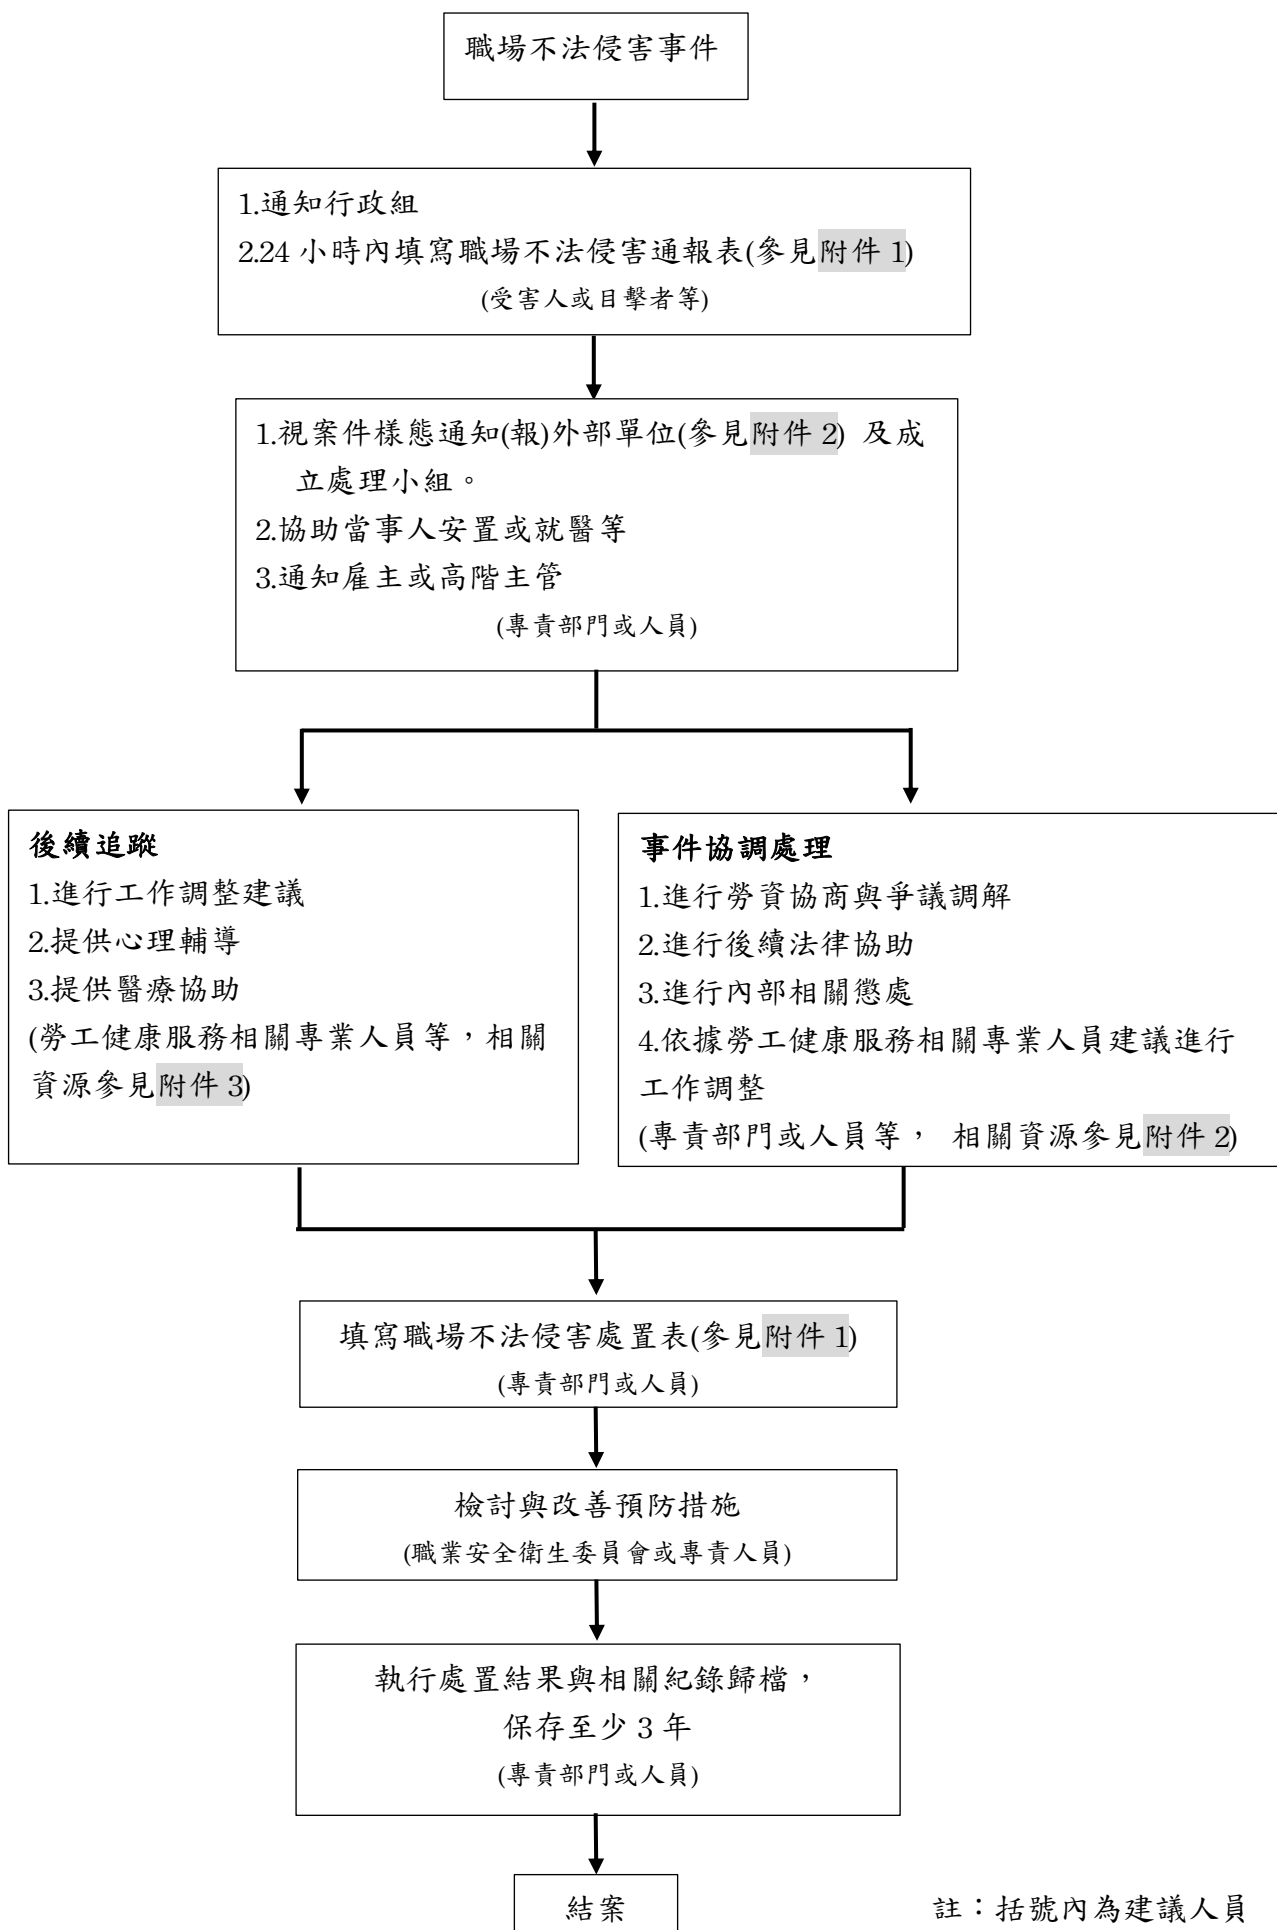 職場不法侵害事件
1.通知行政組
2.24 小時內填寫職場不法侵害通報表(參見附件 1)
(受害人或目擊者等)
1.視案件樣態通知(報)外部單位(參見附件 2) 及成
立處理小組。
2.協助當事人安置或就醫等
3.通知雇主或高階主管
(專責部門或人員)
後續追蹤
1.進行工作調整建議
2.提供心理輔導
3.提供醫療協助
(勞工健康服務相關專業人員等，相關
資源參見附件 3)
事件協調處理
1.進行勞資協商與爭議調解
2.進行後續法律協助
3.進行內部相關懲處
4.依據勞工健康服務相關專業人員建議進行
工作調整
(專責部門或人員等， 相關資源參見附件 2)
填寫職場不法侵害處置表(參見附件 1)
(專責部門或人員)
檢討與改善預防措施
(職業安全衛生委員會或專責人員)
執行處置結果與相關紀錄歸檔，
保存至少 3 年
(專責部門或人員)
結案
註：括號內為建議人員